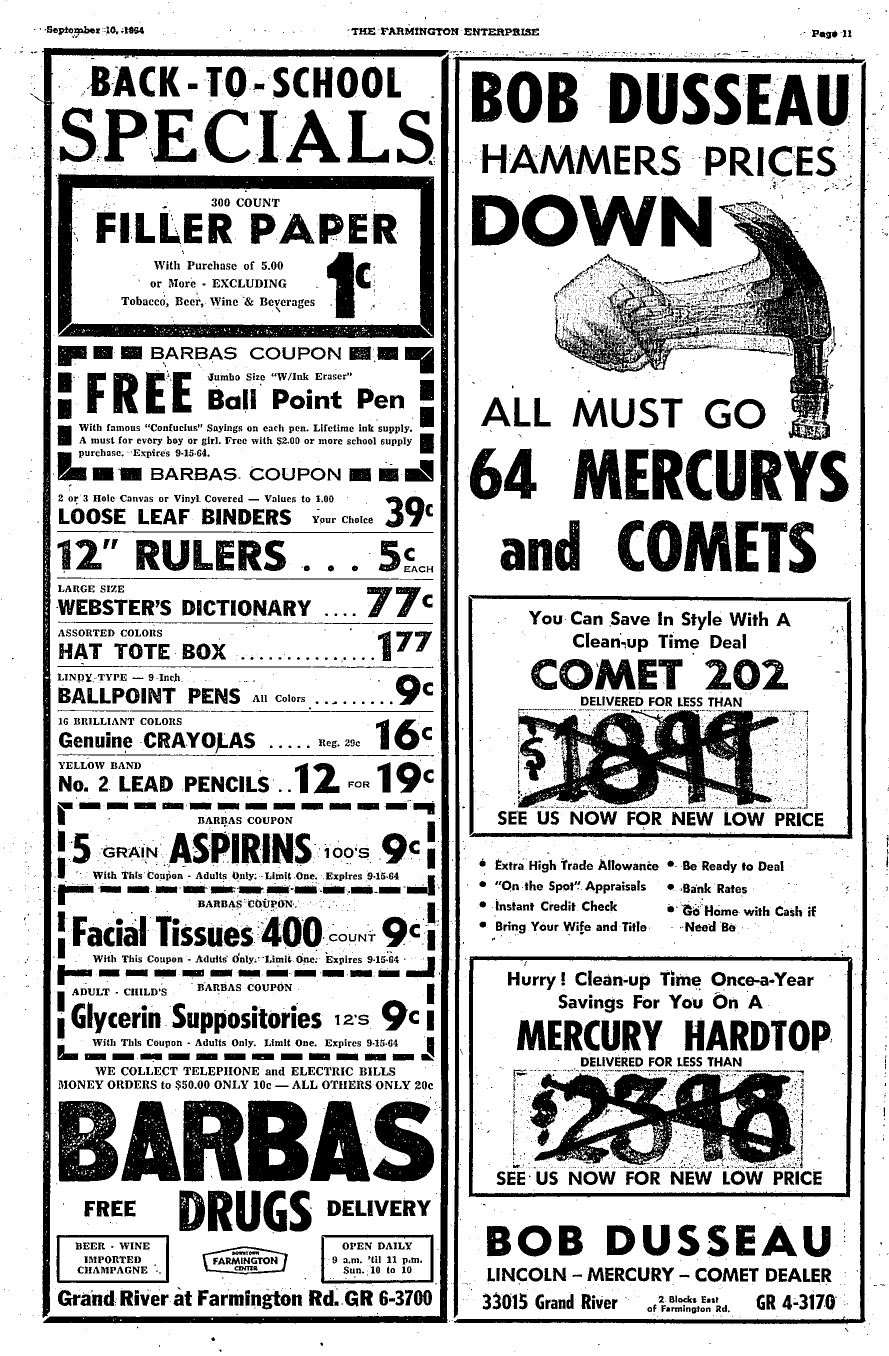 September 10, 1964
THE FARMINGTON ENTERPRISE
Page 11
BACK-TO-SCHOOL
SPECIALS
300 COUNT
FILLER PAPER
With Purchase of 5.00
or More - EXCLUDING
Tobacco, Beer, Wine & Beverages
1c
BARBAS COUPON
FREE
Jumbo Size "W/Ink Eraser"
Ball Point Pen
With famous "Confucius" Sayings on each pen. Lifetime ink supply.
A must for every boy or girl. Free with $2.00 or more school supply
purchase. Expires 9-15-64.
BARBAS COUPON
2 or 3 Hole Canvas or Vinyl Covered — Values to 1.00
LOOSE LEAF BINDERS Your Choice 39c
12" RULERS . . . 5c EACH
LARGE SIZE
WEBSTER'S DICTIONARY .... 77c
ASSORTED COLORS
HAT TOTE BOX ............... 1 77
LINDY-TYPE — 9 Inch
BALLPOINT PENS All Colors ......... 9c
16 BRILLIANT COLORS
Genuine CRAYOLAS ..... Reg. 29c 16c
YELLOW BAND
No. 2 LEAD PENCILS .. 12 FOR 19c
BARBAS COUPON
5 GRAIN ASPIRINS 100'S 9c
With This Coupon - Adults Only. Limit One. Expires 9-15-64
BARBAS COUPON
Facial Tissues 400 COUNT 9c
With This Coupon - Adults Only. Limit One. Expires 9-15-64
ADULT - CHILD'S BARBAS COUPON
Glycerin Suppositories 12'S 9c
With This Coupon - Adults Only. Limit One. Expires 9-15-64
WE COLLECT TELEPHONE and ELECTRIC BILLS
MONEY ORDERS to $50.00 ONLY 10c — ALL OTHERS ONLY 20c
BARBAS
FREE DRUGS DELIVERY
BEER - WINE
IMPORTED
CHAMPAGNE
DOWNTOWN
FARMINGTON
CENTER
OPEN DAILY
9 a.m. 'til 11 p.m.
Sun. 10 to 10
Grand River at Farmington Rd. GR 6-3700
BOB DUSSEAU
HAMMERS PRICES
DOWN
ALL MUST GO
64 MERCURYS
and COMETS
You Can Save In Style With A
Clean-up Time Deal
COMET 202
DELIVERED FOR LESS THAN
$1899
SEE US NOW FOR NEW LOW PRICE
• Extra High Trade Allowance
• "On the Spot" Appraisals
• Instant Credit Check
• Bring Your Wife and Title
• Be Ready to Deal
• Bank Rates
• Go Home with Cash if
Need Be
Hurry! Clean-up Time Once-a-Year
Savings For You On A
MERCURY HARDTOP
DELIVERED FOR LESS THAN
$2398
SEE US NOW FOR NEW LOW PRICE
BOB DUSSEAU
LINCOLN - MERCURY - COMET DEALER
33015 Grand River
2 Blocks East
of Farmington Rd.
GR 4-3170